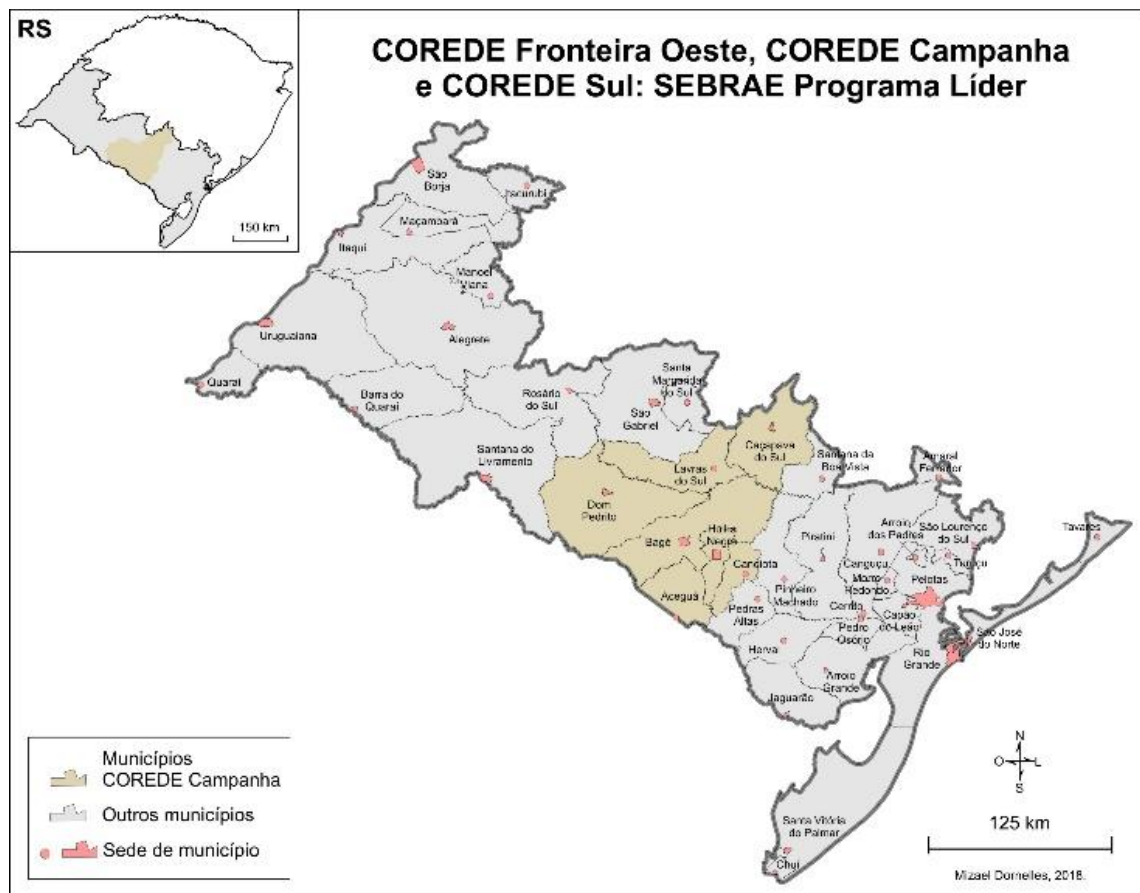 RS
150 km
COREDE Fronteira Oeste, COREDE Campanha
e COREDE Sul: SEBRAE Programa Líder
São
Borja
Itacurubi
Maçambará
Itaqui
Manoel
Viana
Uruguaiana
Alegrete
Quaraí
Barra do
Quaraí
Rosário
do Sul
Santa
Margarida
do Sul
São
Gabriel
Santana do
Livramento
Caçapava
do Sul
Lavras
do Sul
Santana da
Boa Vista
Amaral
Ferrador
Dom
Pedrito
Bagé
Hulha
Negra
Candiota
Aceguá
Piratini
Arroio
dos Padres
São Lourenço
do Sul
Tavares
Canguçu
Turuçu
Morro
Redondo
Pelotas
Pinheiro
Machado
Pedras
Altas
Cerrito
Capão
do Leão
Pedro
Osório
São José
do Norte
Herval
Rio
Grande
Arroio
Grande
Jaguarão
Santa Vitória
do Palmar
Chuí
Municípios
COREDE Campanha
Outros municípios
Sede de município
N
O L
S
125 km
Mizael Dornelles, 2018.